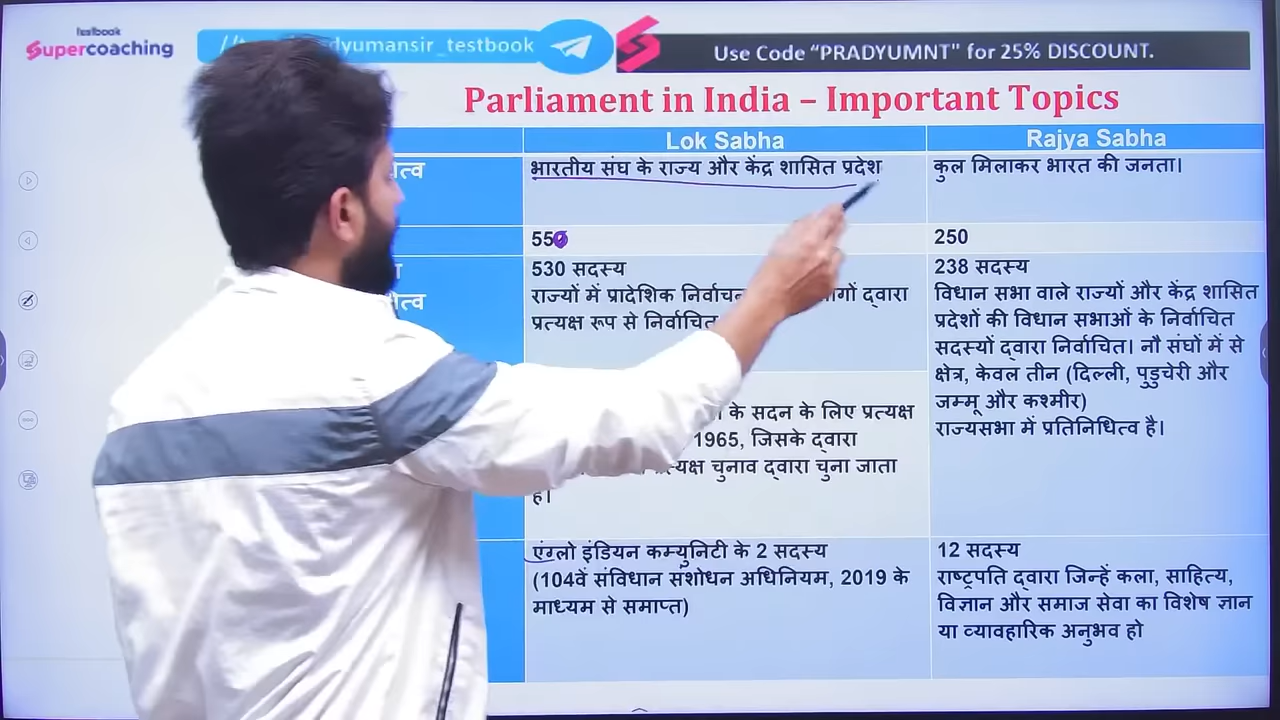 testbook
Supercoaching
dyumansir_testbook
Use Code “PRADYUMNT" for 25% DISCOUNT.
Parliament in India – Important Topics
Lok Sabha
Rajya Sabha
भारतीय संघ के राज्य और केंद्र शासित प्रदेश
कुल मिलाकर भारत की जनता।
550
250
530 सदस्य
राज्यों में प्रादेशिक द्वारा
प्रत्यक्ष रूप से निर्वाचित
238 सदस्य
विधान सभा वाले राज्यों और केंद्र शासित
प्रदेशों की विधान सभाओं के निर्वाचित
सदस्यों द्वारा निर्वाचित। नौ संघों में से
क्षेत्र, केवल तीन (दिल्ली, पुडुचेरी और
जम्मू और कश्मीर)
राज्यसभा में प्रतिनिधित्व है।
के सदन के लिए प्रत्यक्ष
1965, जिसके द्वारा
चुनाव द्वारा चुना जाता
है।
एंग्लो इंडियन कम्युनिटी के 2 सदस्य
(104वें संविधान संशोधन अधिनियम, 2019 के
माध्यम से समाप्त)
12 सदस्य
राष्ट्रपति द्वारा जिन्हें कला, साहित्य,
विज्ञान और समाज सेवा का विशेष ज्ञान
या व्यावहारिक अनुभव हो